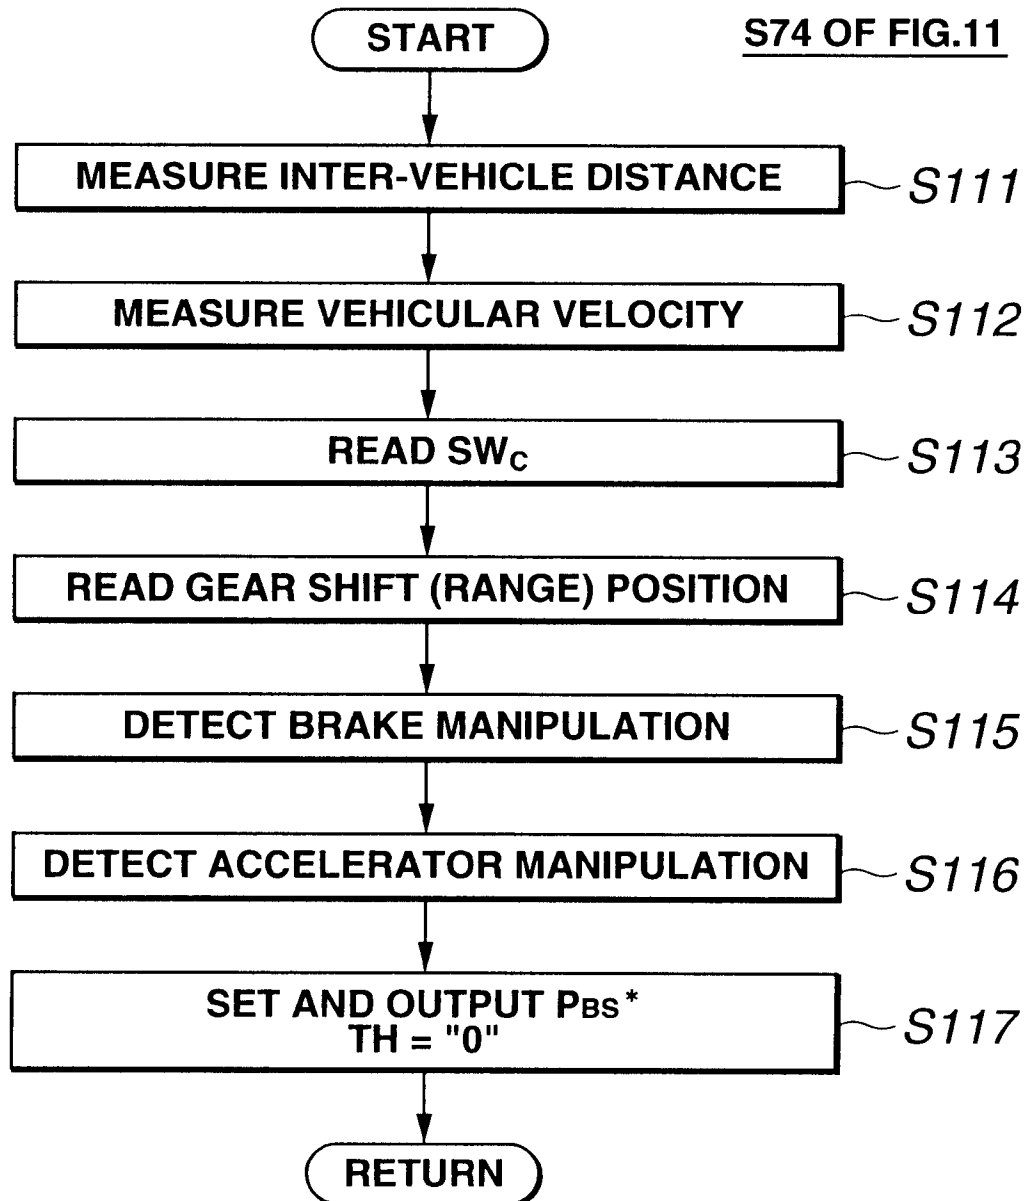 START
S74 OF FIG.11
MEASURE INTER-VEHICLE DISTANCE
S111
MEASURE VEHICULAR VELOCITY
S112
READ SWC
S113
READ GEAR SHIFT (RANGE) POSITION
S114
DETECT BRAKE MANIPULATION
S115
DETECT ACCELERATOR MANIPULATION
S116
SET AND OUTPUT PBS*
TH = "0"
S117
RETURN